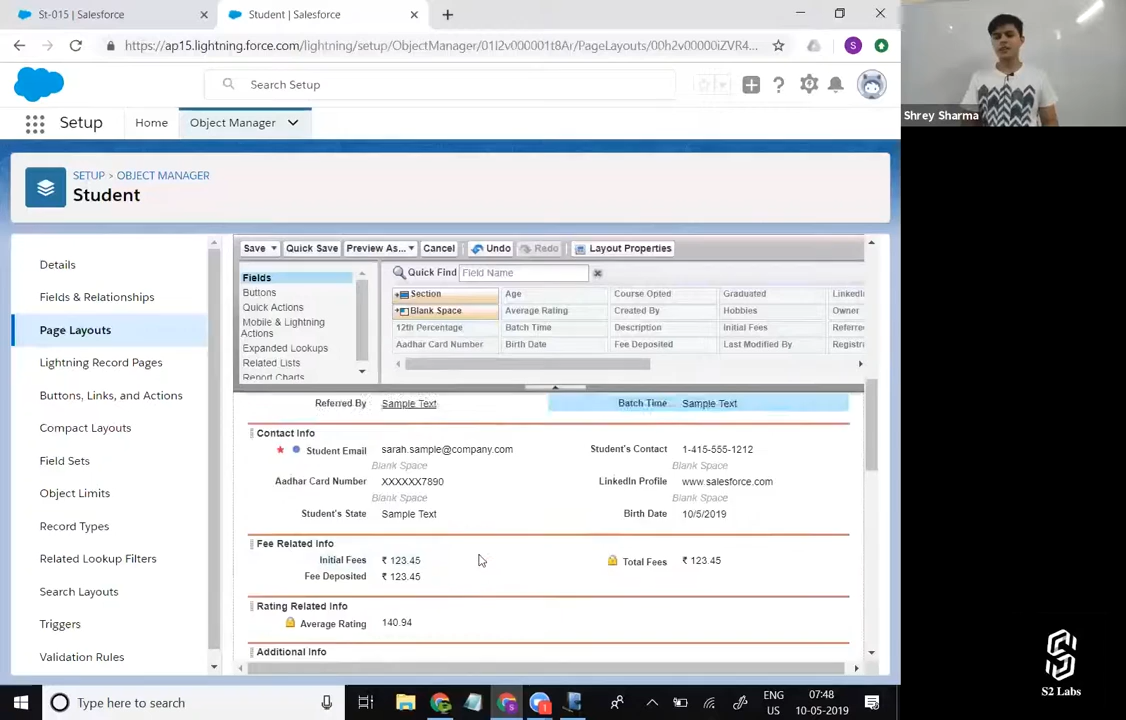 St-015 | Salesforce
Student | Salesforce
https://ap15.lightning.force.com/lightning/setup/ObjectManager/01I2v000001t8Ar/PageLayouts/00h2v00000iZVR4...
S
Search Setup
Setup
Home
Object Manager
SETUP > OBJECT MANAGER
Student
Details
Fields & Relationships
Page Layouts
Lightning Record Pages
Buttons, Links, and Actions
Compact Layouts
Field Sets
Object Limits
Record Types
Related Lookup Filters
Search Layouts
Triggers
Validation Rules
Save
Quick Save
Preview As...
Cancel
Undo
Redo
Layout Properties
Fields
Buttons
Quick Actions
Mobile & Lightning
Actions
Expanded Lookups
Related Lists
Report Charts
Quick Find
Field Name
Section Age Course Opted Graduated LinkedI
Blank Space Average Rating Created By Hobbies Owner
12th Percentage Batch Time Description Initial Fees Referre
Aadhar Card Number Birth Date Fee Deposited Last Modified By Registr
Referred By Sample Text Batch Time Sample Text
Contact Info
Student Email sarah.sample@company.com Student's Contact 1-415-555-1212
Blank Space Blank Space
Aadhar Card Number XXXXXX7890 LinkedIn Profile www.salesforce.com
Blank Space Blank Space
Student's State Sample Text Birth Date 10/5/2019
Fee Related Info
Initial Fees ₹ 123.45 Total Fees ₹ 123.45
Fee Deposited ₹ 123.45
Rating Related Info
Average Rating 140.94
Additional Info
Shrey Sharma
S2 Labs
Type here to search
ENG
US
07:48
10-05-2019